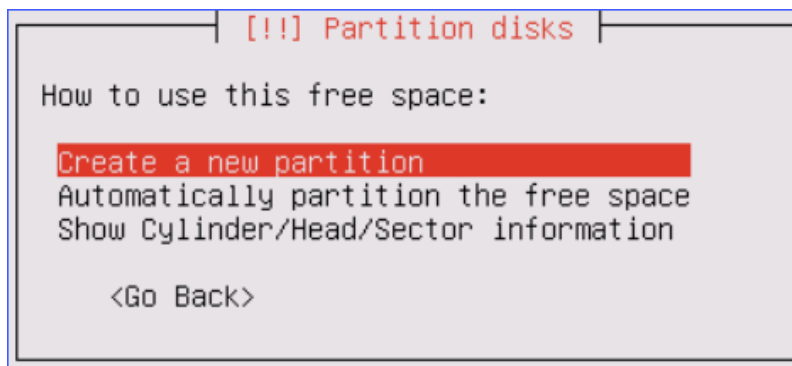 [!!] Partition disks
How to use this free space:
Create a new partition
Automatically partition the free space
Show Cylinder/Head/Sector information
<Go Back>